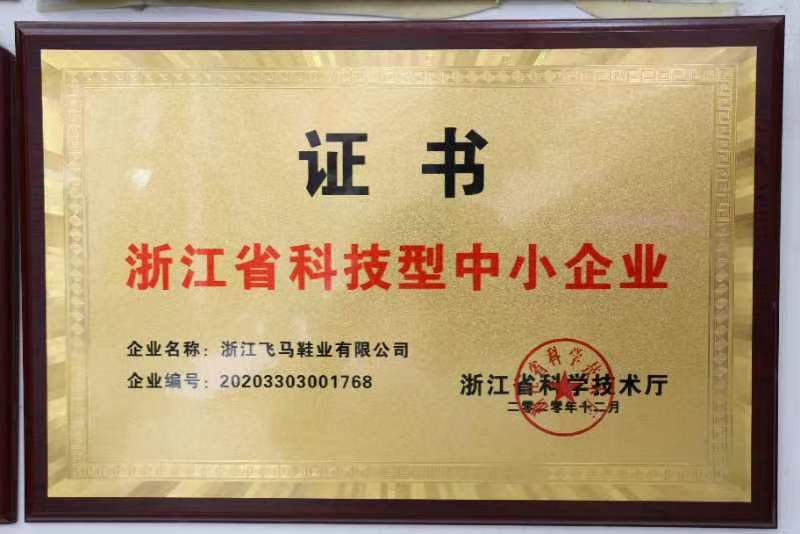 证书
浙江省科技型中小企业
企业名称：浙江飞马鞋业有限公司
企业编号：20203303001768
浙江省科学技术厅
二零二零年十二月